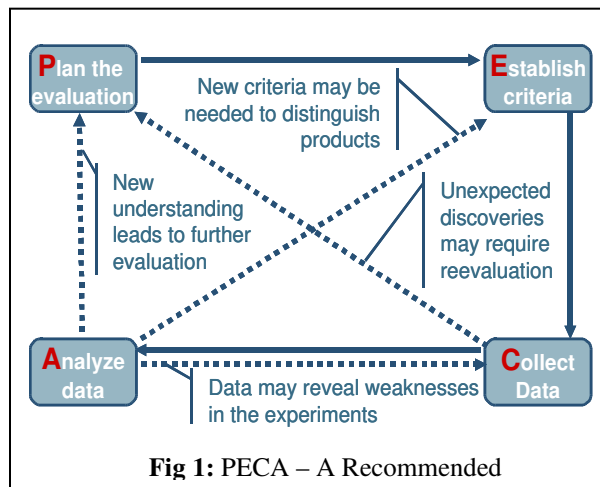 Plan the
evaluation
Establish
criteria
New criteria may be
needed to distinguish
products
New
understanding
leads to further
evaluation
Unexpected
discoveries
may require
reevaluation
Analyze
data
Collect
Data
Data may reveal weaknesses
in the experiments
Fig 1: PECA – A Recommended